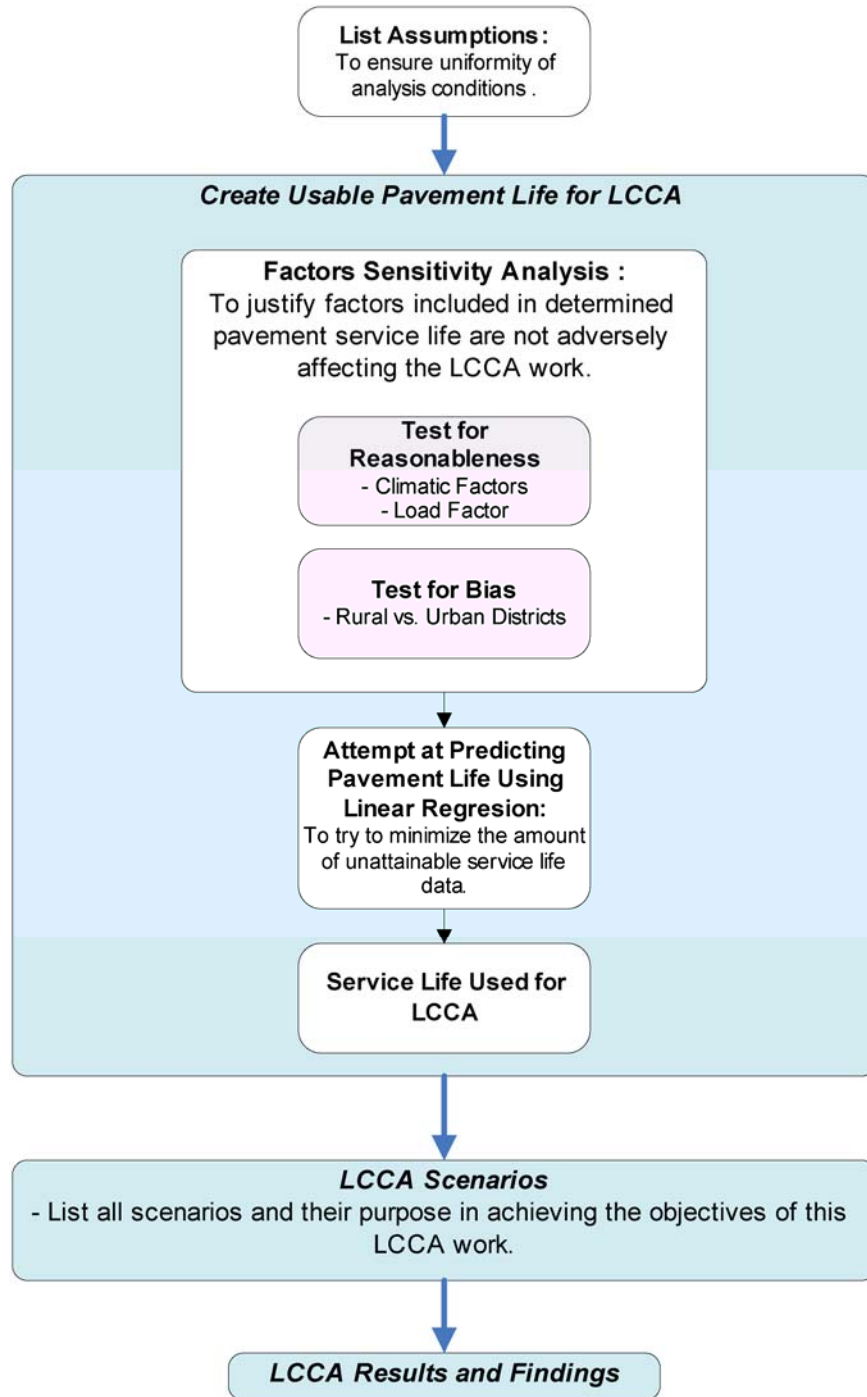 List Assumptions :
To ensure uniformity of
analysis conditions .
Create Usable Pavement Life for LCCA
Factors Sensitivity Analysis :
To justify factors included in determined
pavement service life are not adversely
affecting the LCCA work.
Test for
Reasonableness
- Climatic Factors
- Load Factor
Test for Bias
- Rural vs. Urban Districts
Attempt at Predicting
Pavement Life Using
Linear Regresion:
To try to minimize the amount
of unattainable service life
data.
Service Life Used for
LCCA
LCCA Scenarios
- List all scenarios and their purpose in achieving the objectives of this
LCCA work.
LCCA Results and Findings